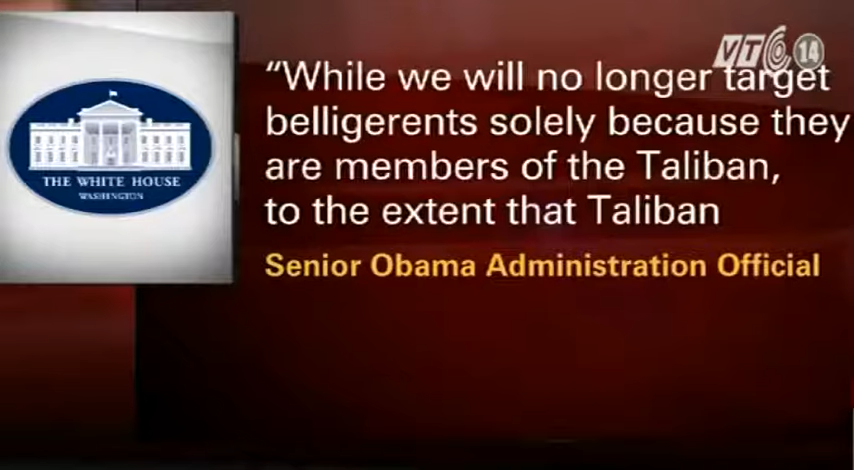 VTC 14
“While we will no longer target
belligerents solely because they
are members of the Taliban,
to the extent that Taliban
Senior Obama Administration Official
THE WHITE HOUSE
WASHINGTON